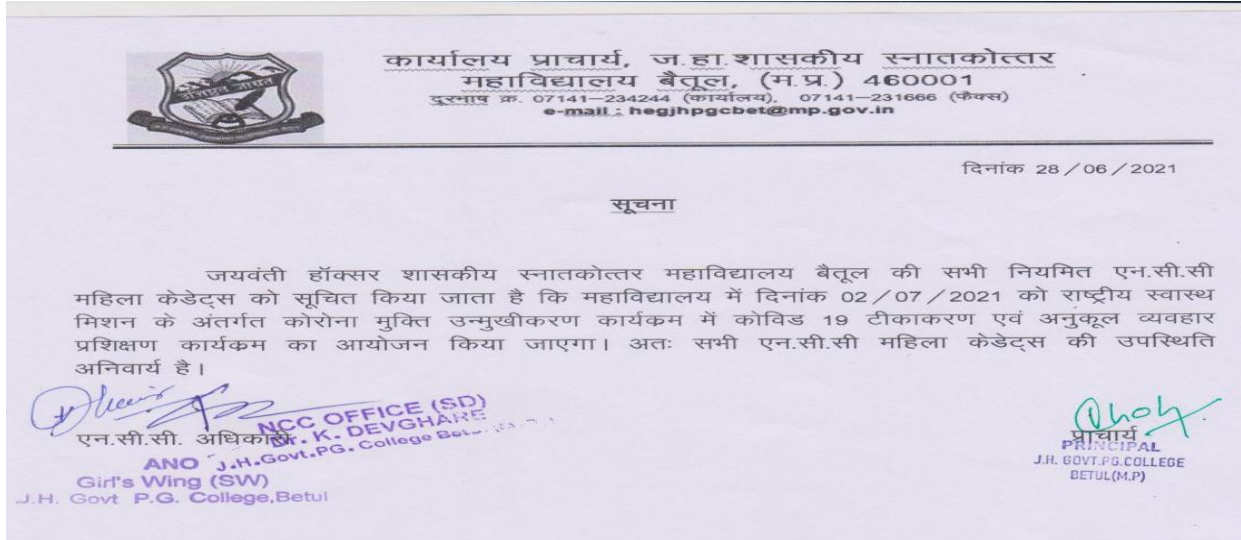 कार्यालय प्राचार्य, ज.हा.शासकीय स्नातकोत्तर
महाविद्यालय बैतूल, (म.प्र.) 460001
दूरभाष क्र. 07141–234244 (कार्यालय), 07141–231666 (फैक्स)
e-mail : hegjhpgcbet@mp.gov.in
दिनांक 28/06/2021
सूचना
जयवंती हॉक्सर शासकीय स्नातकोत्तर महाविद्यालय बैतूल की सभी नियमित एन.सी.सी
महिला केडेट्स को सूचित किया जाता है कि महाविद्यालय में दिनांक 02/07/2021 को राष्ट्रीय स्वास्थ
मिशन के अंतर्गत कोरोना मुक्ति उन्मुखीकरण कार्यकम में कोविड 19 टीकाकरण एवं अनुंकूल व्यवहार
प्रशिक्षण कार्यकम का आयोजन किया जाएगा। अतः सभी एन.सी.सी महिला केडेट्स की उपस्थिति
अनिवार्य है।
एन.सी.सी. अधिकारी
NCC OFFICE (SD)
Dr. K. DEVGHARE
J.H.Govt.PG. College
ANO
Girl's Wing (SW)
J.H. Govt P.G. College,Betul
प्राचार्य
PRINCIPAL
J.H. GOVT.PG.COLLEGE
BETUL(M.P)